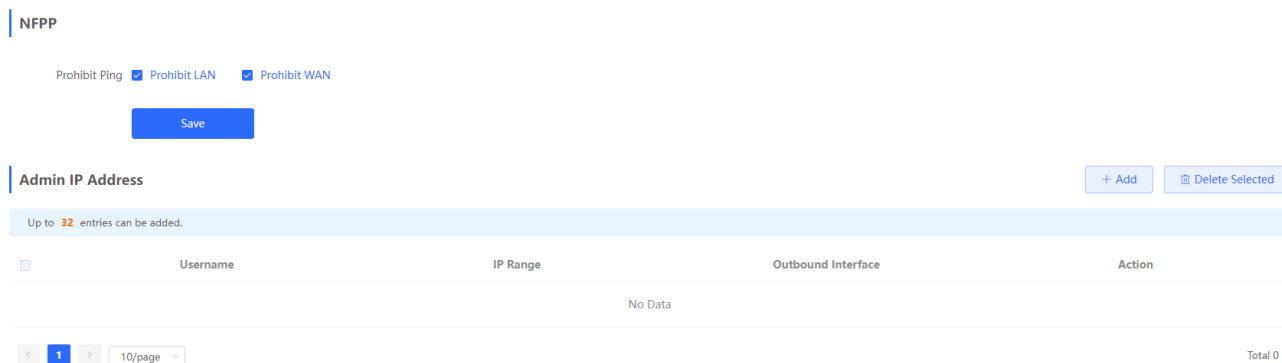 NFPP
Prohibit Ping Prohibit LAN Prohibit WAN
Save
Admin IP Address + Add Delete Selected
Up to 32 entries can be added.
Username IP Range Outbound Interface Action
No Data
< 1 > 10/page Total 0